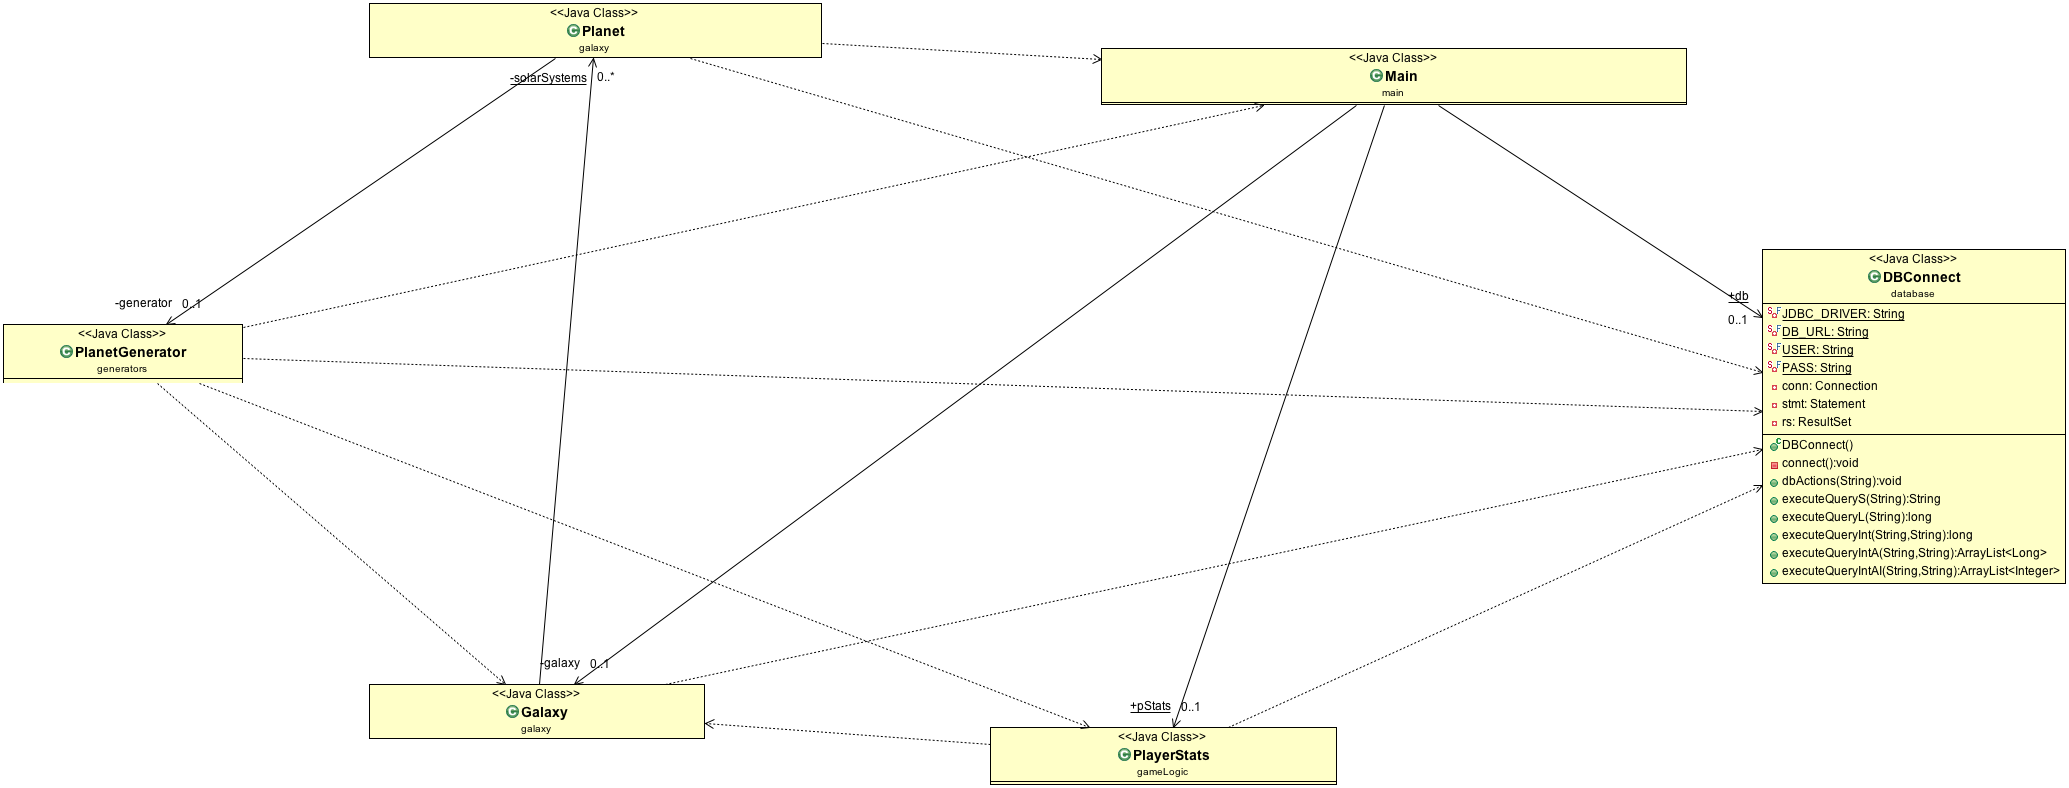 <<Java Class>>
Planet
galaxy
-solarSystems 0..*
<<Java Class>>
Main
main
<<Java Class>>
DBConnect
database
+db
0..1
JDBC_DRIVER: String
DB_URL: String
USER: String
PASS: String
conn: Connection
stmt: Statement
rs: ResultSet
DBConnect()
connect():void
dbActions(String):void
executeQueryS(String):String
executeQueryL(String):long
executeQueryInt(String,String):long
executeQueryIntA(String,String):ArrayList<Long>
executeQueryIntAI(String,String):ArrayList<Integer>
-generator 0..1
<<Java Class>>
PlanetGenerator
generators
-galaxy 0..1
<<Java Class>>
Galaxy
galaxy
+pStats 0..1
<<Java Class>>
PlayerStats
gameLogic